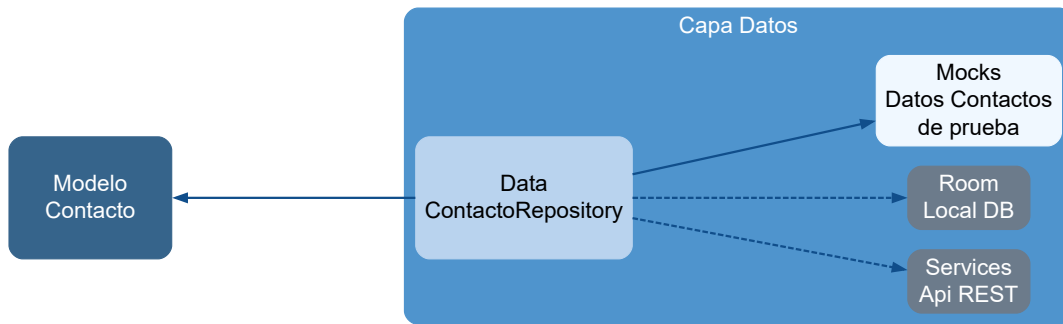 Capa Datos
Mocks
Datos Contactos
de prueba
Modelo
Contacto
Data
ContactoRepository
Room
Local DB
Services
Api REST